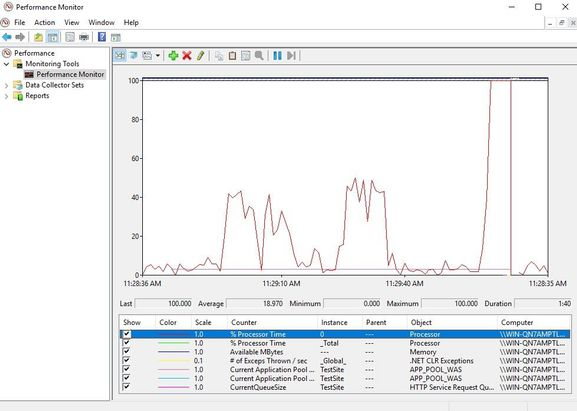 Performance Monitor
File Action View Window Help
Performance
Monitoring Tools
Performance Monitor
Data Collector Sets
Reports
100
80
60
40
20
0
11:28:36 AM 11:29:10 AM 11:29:40 AM 11:28:35 AM
Last 100.000 Average 18.970 Minimum 0.000 Maximum 100.000 Duration 1:40
Show Color Scale Counter Instance Parent Object Computer
1.0 % Processor Time 0 --- Processor \\WIN-QN7AMPTL...
1.0 % Processor Time _Total --- Processor \\WIN-QN7AMPTL...
1.0 Available MBytes --- --- Memory \\WIN-QN7AMPTL...
0.1 # of Exceps Thrown / sec _Global_ --- .NET CLR Exceptions \\WIN-QN7AMPTL...
1.0 Current Application Pool ... TestSite --- APP_POOL_WAS \\WIN-QN7AMPTL...
1.0 Current Application Pool ... TestSite --- APP_POOL_WAS \\WIN-QN7AMPTL...
1.0 CurrentQueueSize TestSite --- HTTP Service Request Qu... \\WIN-QN7AMPTL...